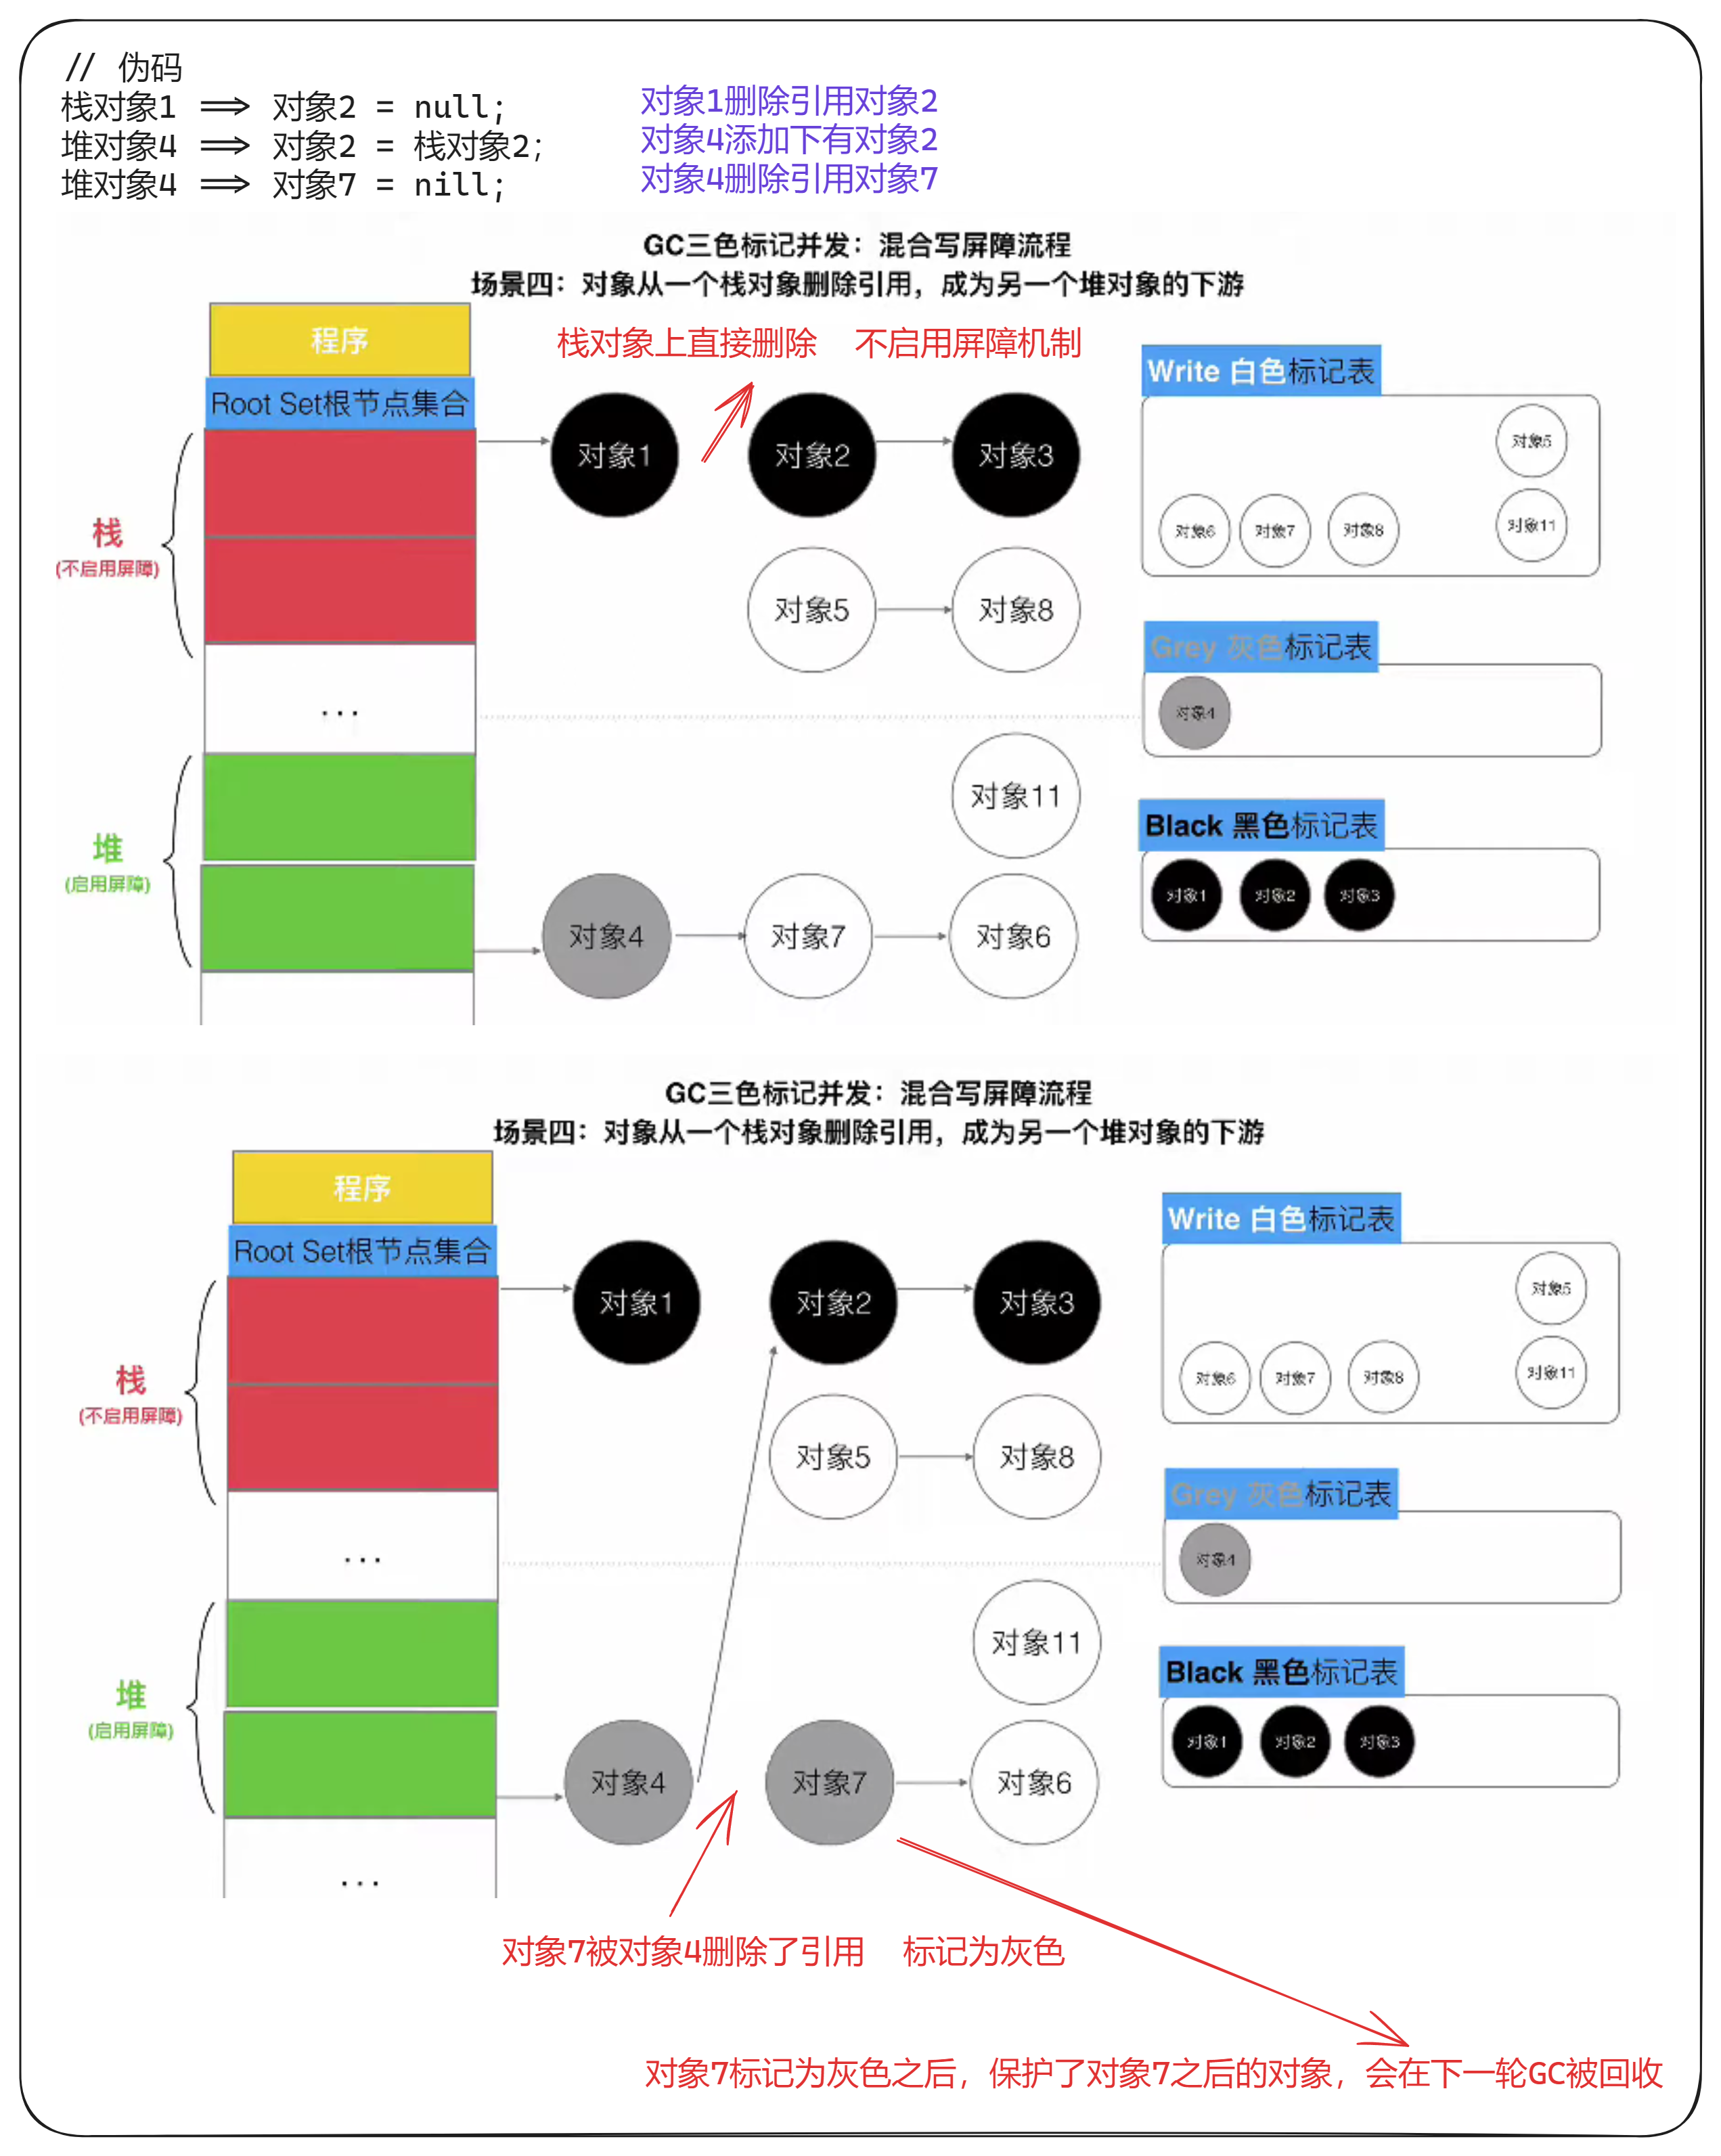 // 伪码
栈对象1 ⟹ 对象2 = null;
堆对象4 ⟹ 对象2 = 栈对象2;
堆对象4 ⟹ 对象7 = nill;
对象1删除引用对象2
对象4添加下有对象2
对象4删除引用对象7
GC三色标记并发：混合写屏障流程
场景四：对象从一个栈对象删除引用，成为另一个堆对象的下游
程序
Root Set根节点集合
栈对象上直接删除 不启用屏障机制
对象1
对象2
对象3
栈
(不启用屏障)
对象5
对象8
...
堆
(启用屏障)
对象11
对象4
对象7
对象6
Write 白色标记表
对象5
对象6
对象7
对象8
对象11
Grey 灰色标记表
对象4
Black 黑色标记表
对象1
对象2
对象3
GC三色标记并发：混合写屏障流程
场景四：对象从一个栈对象删除引用，成为另一个堆对象的下游
程序
Root Set根节点集合
对象1
对象2
对象3
栈
(不启用屏障)
对象5
对象8
...
堆
(启用屏障)
对象11
对象4
对象7
对象6
...
Write 白色标记表
对象5
对象6
对象7
对象8
对象11
Grey 灰色标记表
对象4
Black 黑色标记表
对象1
对象2
对象3
对象7被对象4删除了引用 标记为灰色
对象7标记为灰色之后，保护了对象7之后的对象，会在下一轮GC被回收